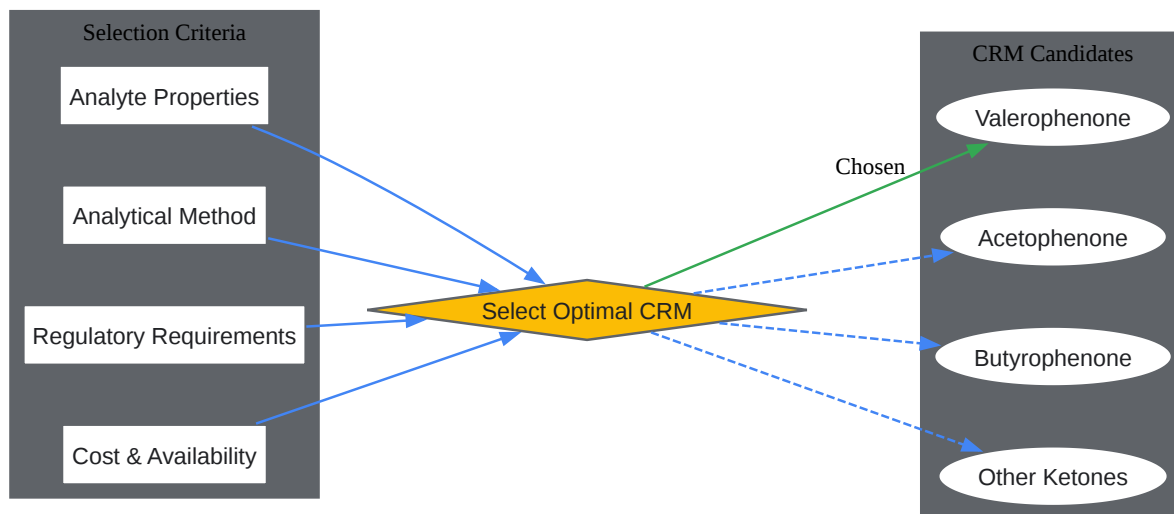 Selection Criteria
Analyte Properties
Analytical Method
Regulatory Requirements
Cost & Availability
Select Optimal CRM
Chosen
CRM Candidates
Valerophenone
Acetophenone
Butyrophenone
Other Ketones